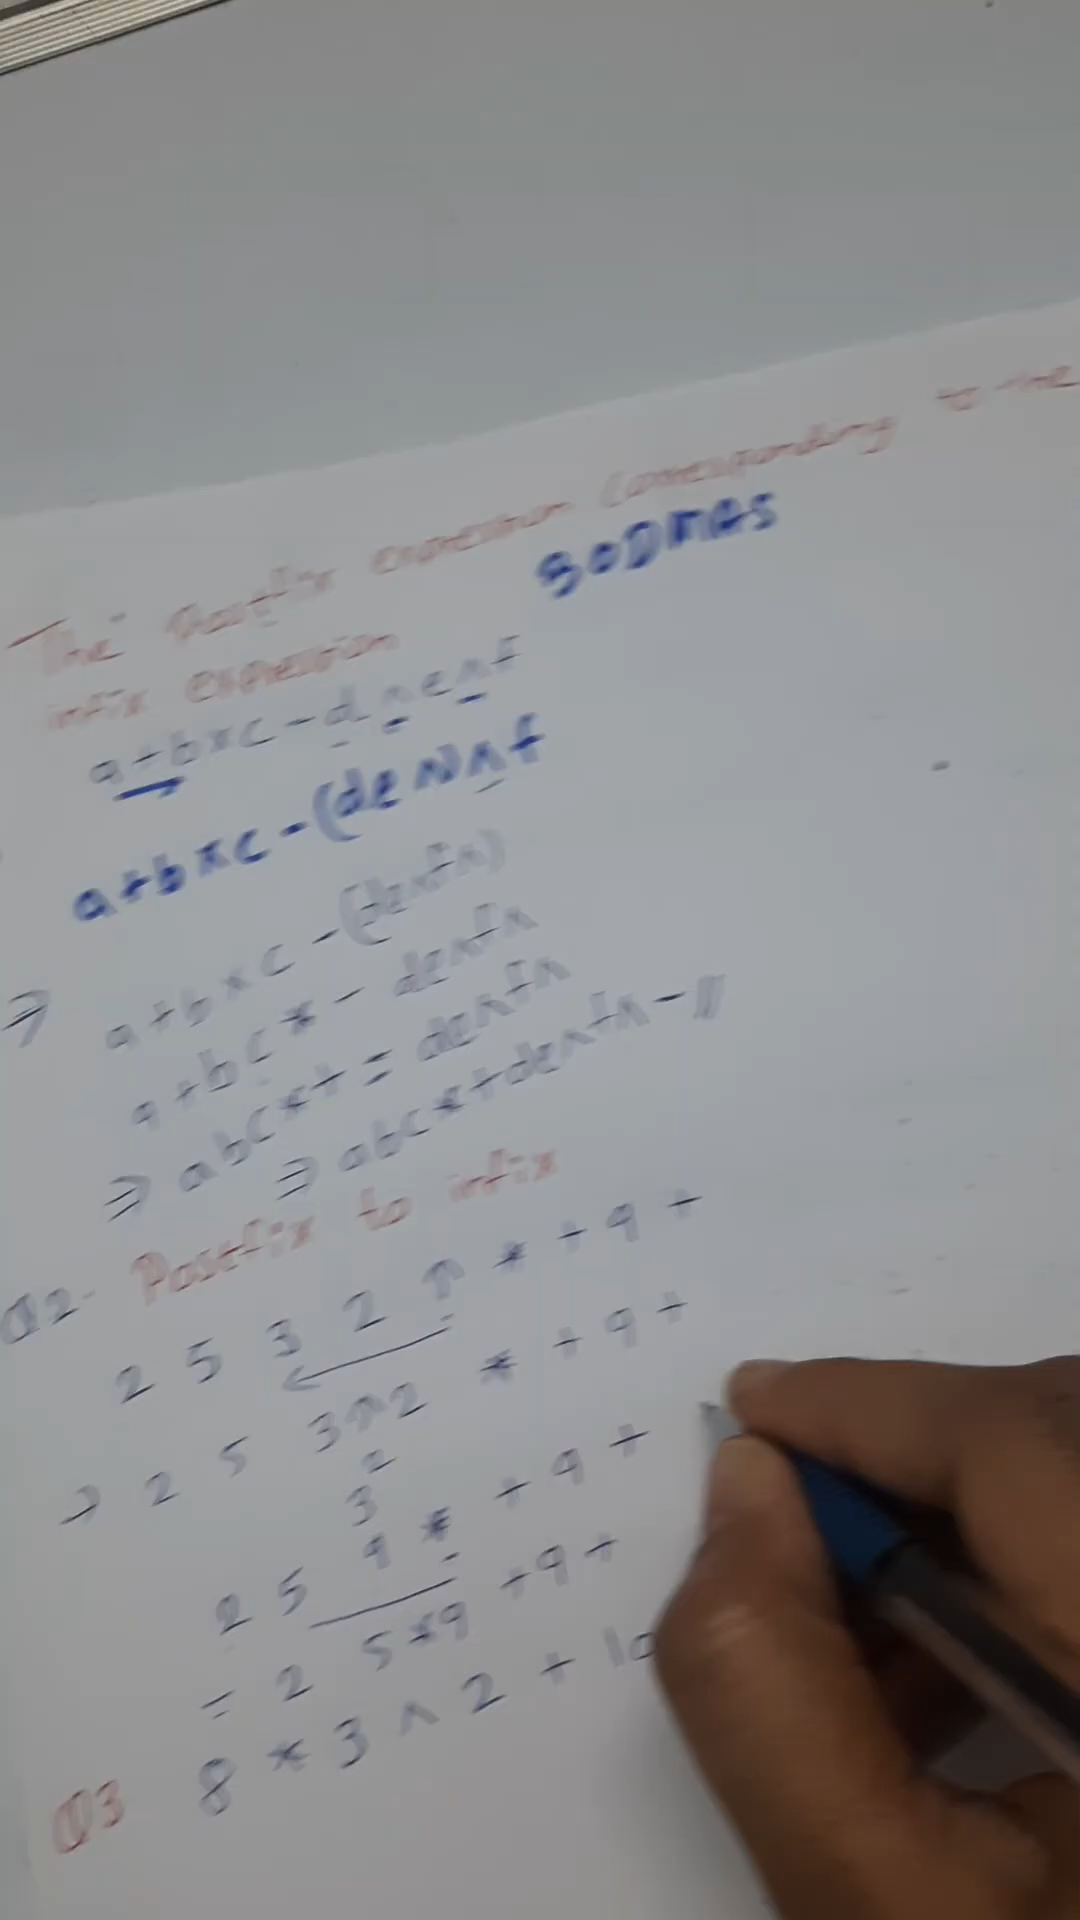 The Postfix expression corresponding to the
infix expression
BODMAS
a+b*c-d^e^f
a+b*c-(de^)^f
⇒ a+b*c-(de^f^)
a+bc*-de^f^
⇒ abc*+=de^f^
⇒ abc*+de^f^-//
Q2- Postfix to infix
2 5 3 2 ↑ * + 9 +
→ 2 5 3↑2 * + 9 +
2
3
2 5 9 * + 9 +
= 2 5*9 +9+
Q3 8 * 3 ^ 2 + 10